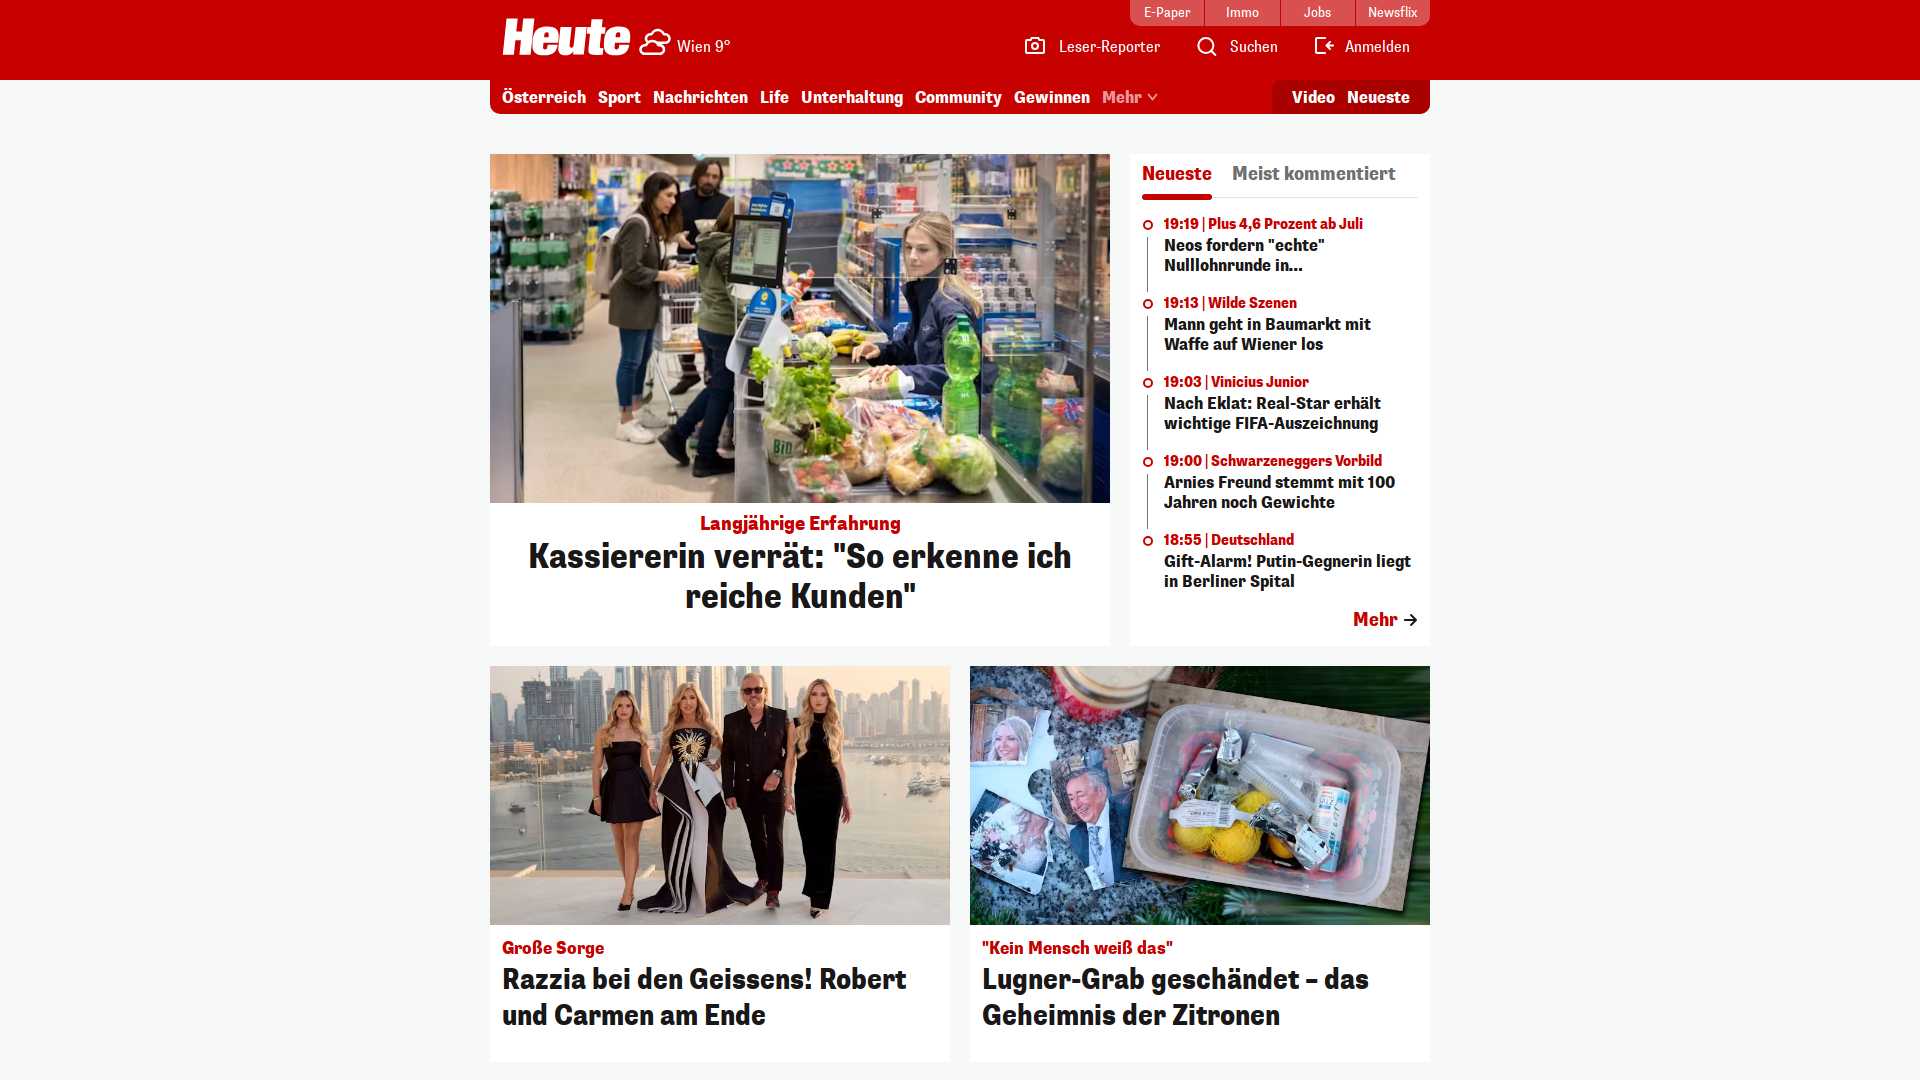 E-Paper
Immo
Jobs
Newsflix
Heute
Wien 9°
Leser-Reporter
Suchen
Anmelden
Österreich Sport Nachrichten Life Unterhaltung Community Gewinnen Mehr
Video Neueste
Neueste
Meist kommentiert
19:19 | Plus 4,6 Prozent ab Juli
Neos fordern "echte"
Nulllohnrunde in...
19:13 | Wilde Szenen
Mann geht in Baumarkt mit
Waffe auf Wiener los
19:03 | Vinicius Junior
Nach Eklat: Real-Star erhält
wichtige FIFA-Auszeichnung
19:00 | Schwarzeneggers Vorbild
Arnies Freund stemmt mit 100
Jahren noch Gewichte
18:55 | Deutschland
Gift-Alarm! Putin-Gegnerin liegt
in Berliner Spital
Mehr
BIO
Langjährige Erfahrung
Kassiererin verrät: "So erkenne ich
reiche Kunden"
Große Sorge
Razzia bei den Geissens! Robert
und Carmen am Ende
"Kein Mensch weiß das"
Lugner-Grab geschändet – das
Geheimnis der Zitronen